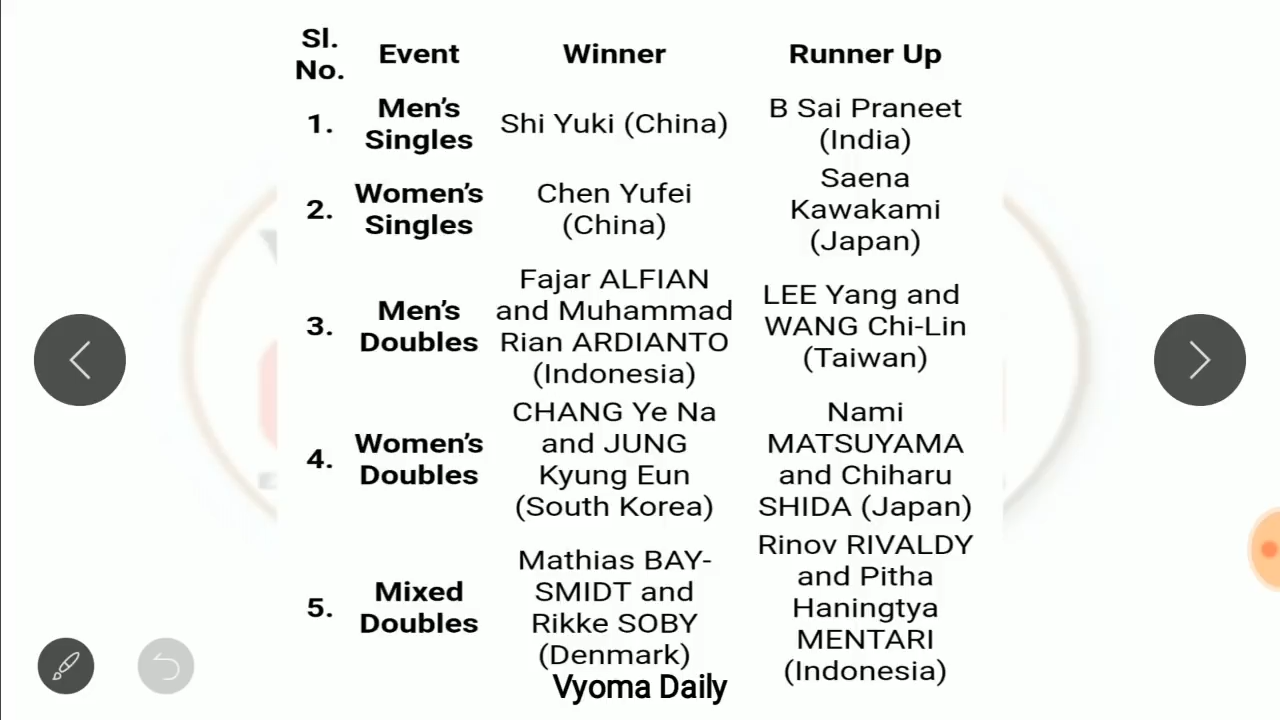 Sl. No. Event Winner Runner Up
1. Men's Singles Shi Yuki (China) B Sai Praneet (India)
2. Women's Singles Chen Yufei (China) Saena Kawakami (Japan)
3. Men's Doubles Fajar ALFIAN and Muhammad Rian ARDIANTO (Indonesia) LEE Yang and WANG Chi-Lin (Taiwan)
4. Women's Doubles CHANG Ye Na and JUNG Kyung Eun (South Korea) Nami MATSUYAMA and Chiharu SHIDA (Japan)
5. Mixed Doubles Mathias BAY-SMIDT and Rikke SOBY (Denmark) Rinov RIVALDY and Pitha Haningtya MENTARI (Indonesia)
Vyoma Daily